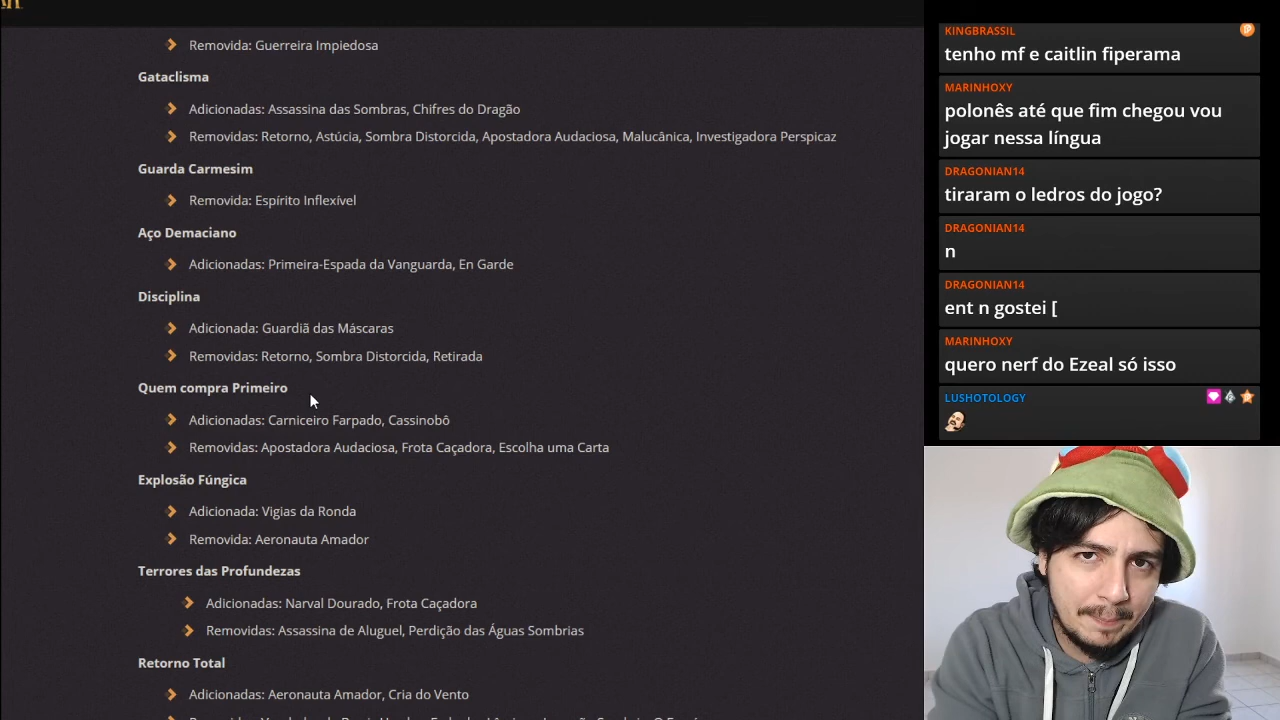 Removida: Guerreira Impiedosa
Gataclisma
Adicionadas: Assassina das Sombras, Chifres do Dragão
Removidas: Retorno, Astúcia, Sombra Distorcida, Apostadora Audaciosa, Malucânica, Investigadora Perspicaz
Guarda Carmesim
Removida: Espírito Inflexível
Aço Demaciano
Adicionadas: Primeira-Espada da Vanguarda, En Garde
Disciplina
Adicionada: Guardiã das Máscaras
Removidas: Retorno, Sombra Distorcida, Retirada
Quem compra Primeiro
Adicionadas: Carniceiro Farpado, Cassinobô
Removidas: Apostadora Audaciosa, Frota Caçadora, Escolha uma Carta
Explosão Fúngica
Adicionada: Vigias da Ronda
Removida: Aeronauta Amador
Terrores das Profundezas
Adicionadas: Narval Dourado, Frota Caçadora
Removidas: Assassina de Aluguel, Perdição das Águas Sombrias
Retorno Total
Adicionadas: Aeronauta Amador, Cria do Vento
KINGBRASSIL
tenho mf e caitlin fiperama
MARINHOXY
polonês até que fim chegou vou
jogar nessa língua
DRAGONIAN14
tiraram o ledros do jogo?
DRAGONIAN14
n
DRAGONIAN14
ent n gostei [
MARINHOXY
quero nerf do Ezeal só isso
LUSHOTOLOGY